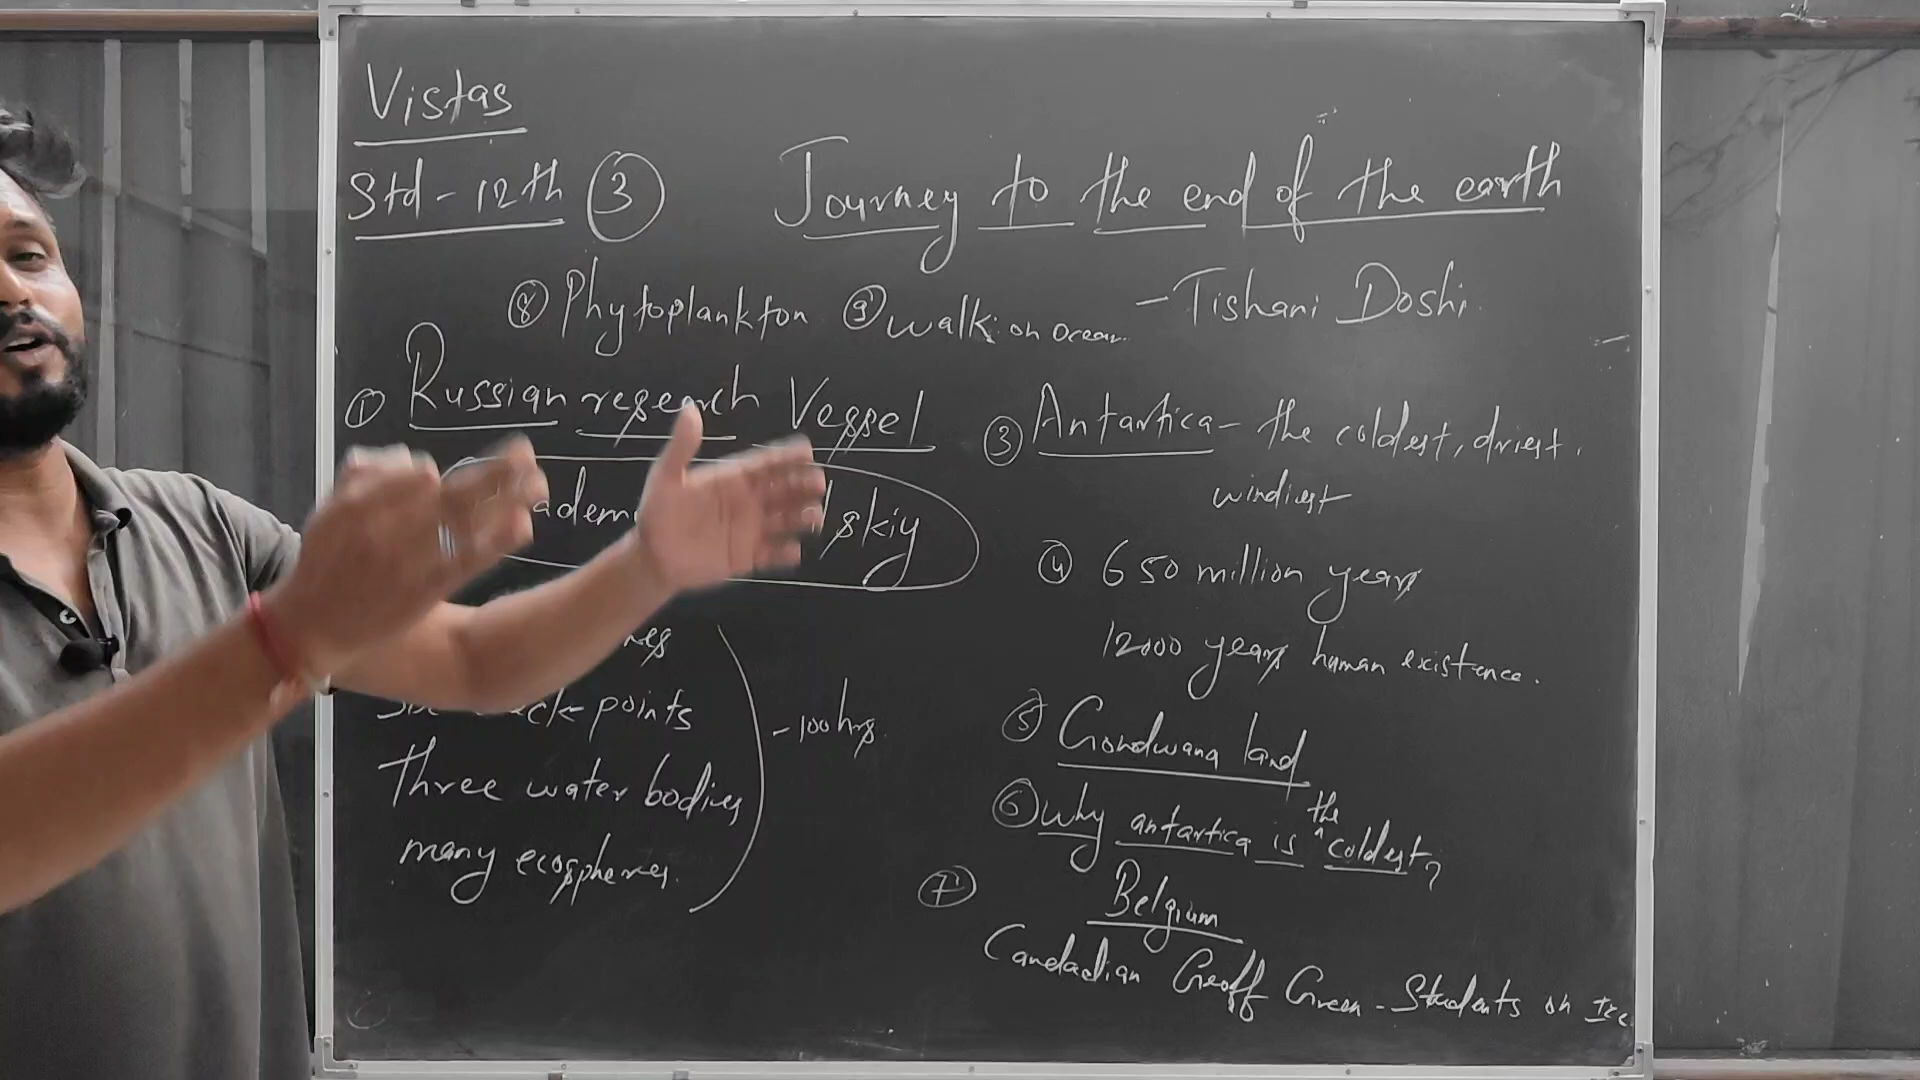 Vistas
Std - 12th ③ Journey to the end of the earth
⑧ Phytoplankton ⑨ walk on ocean - Tishani Doshi
① Russian research Vessel
skiy
points
Three water bodies
many ecospheres.
- 100 hrs.
③ Antartica - the coldest, driest,
windiest
④ 650 million years
12000 years human existence.
⑤ Gondwana land
⑥ Why antartica is the coldest?
⑦ Belgium
Candadian Geoff Green - Students on Ice